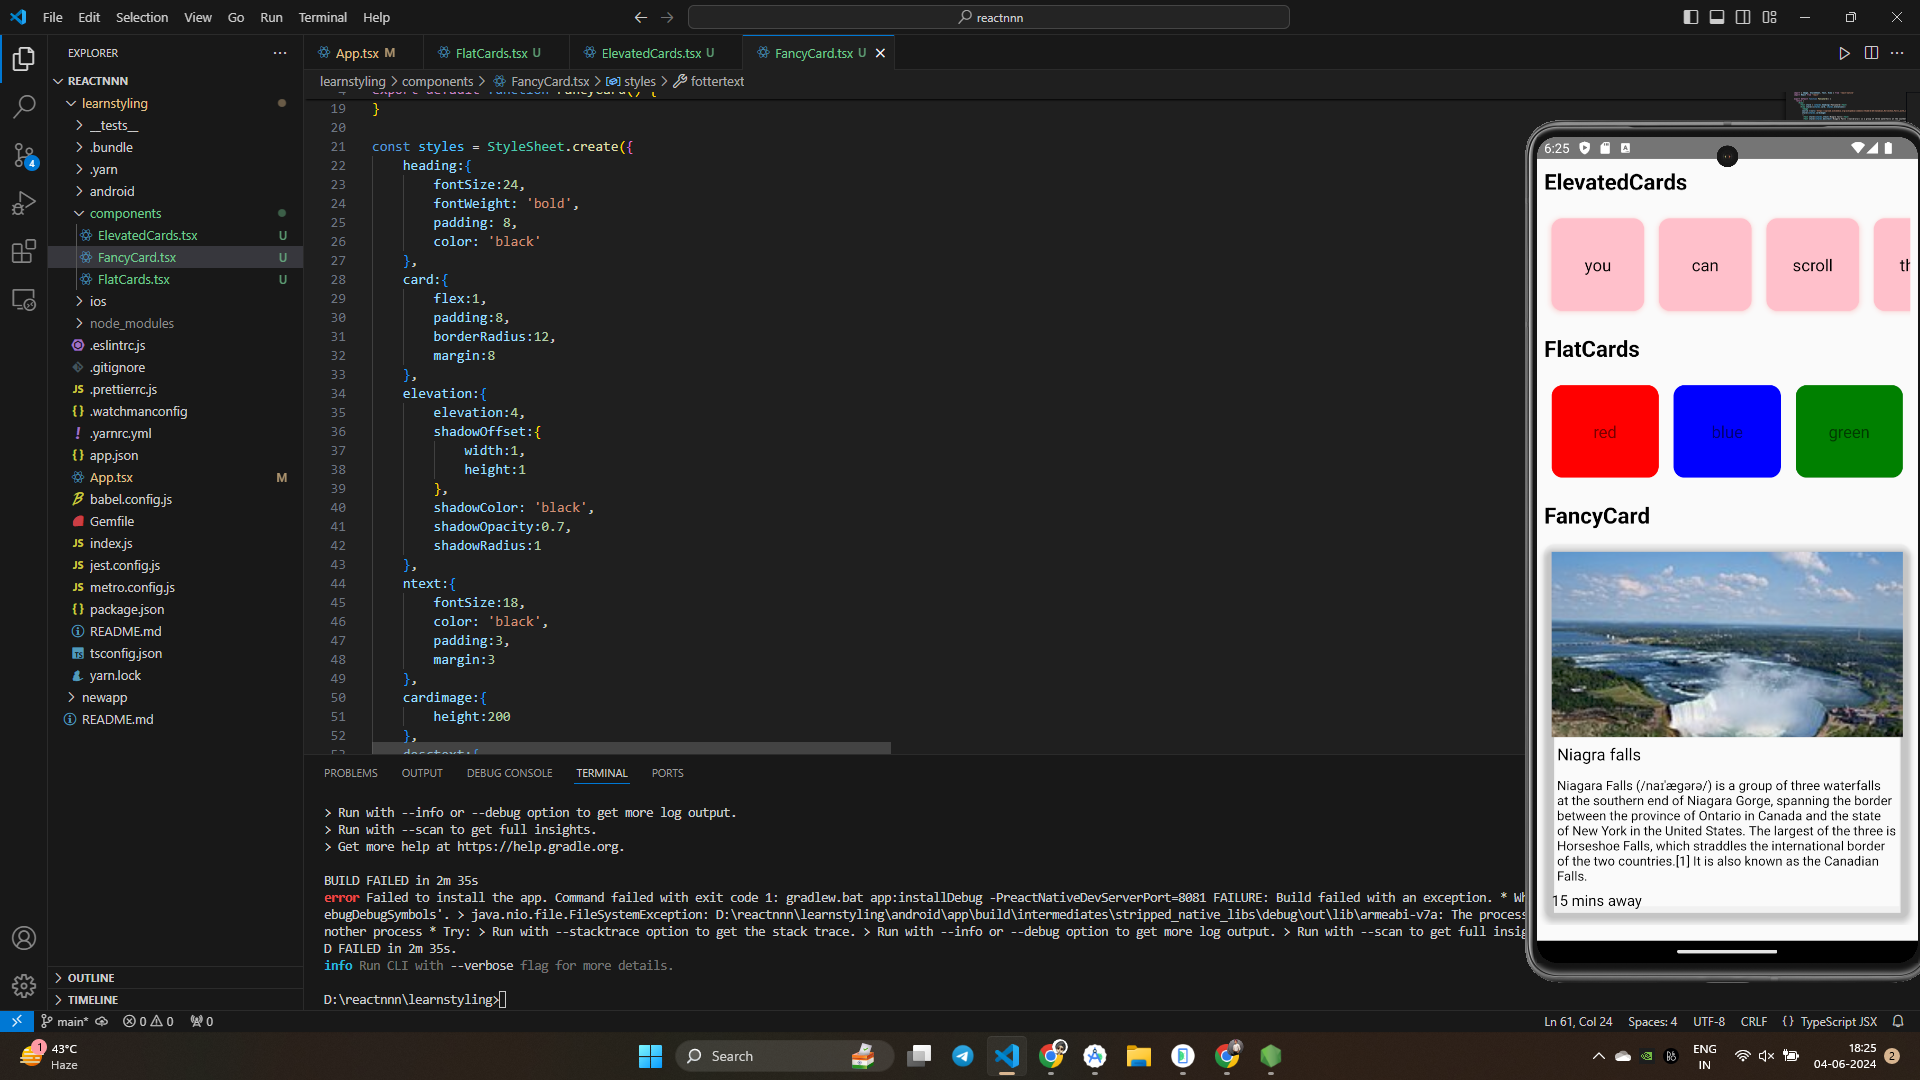 File Edit Selection View Go Run Terminal Help
reactnnn
EXPLORER
REACTNNN
learnstyling
__tests__
.bundle
.yarn
android
components
ElevatedCards.tsx U
FancyCard.tsx U
FlatCards.tsx U
ios
node_modules
.eslintrc.js
.gitignore
.prettierrc.js
.watchmanconfig
.yarnrc.yml
app.json
App.tsx M
babel.config.js
Gemfile
index.js
jest.config.js
metro.config.js
package.json
README.md
tsconfig.json
yarn.lock
newapp
README.md
OUTLINE
TIMELINE
App.tsx M FlatCards.tsx U ElevatedCards.tsx U FancyCard.tsx U
learnstyling > components > FancyCard.tsx > styles > fottertext
19 }
20
21 const styles = StyleSheet.create({
22 heading:{
23 fontSize:24,
24 fontWeight: 'bold',
25 padding: 8,
26 color: 'black'
27 },
28 card:{
29 flex:1,
30 padding:8,
31 borderRadius:12,
32 margin:8
33 },
34 elevation:{
35 elevation:4,
36 shadowOffset:{
37 width:1,
38 height:1
39 },
40 shadowColor: 'black',
41 shadowOpacity:0.7,
42 shadowRadius:1
43 },
44 ntext:{
45 fontSize:18,
46 color: 'black',
47 padding:3,
48 margin:3
49 },
50 cardimage:{
51 height:200
52 },
PROBLEMS OUTPUT DEBUG CONSOLE TERMINAL PORTS
> Run with --info or --debug option to get more log output.
> Run with --scan to get full insights.
> Get more help at https://help.gradle.org.
BUILD FAILED in 2m 35s
error Failed to install the app. Command failed with exit code 1: gradlew.bat app:installDebug -PreactNativeDevServerPort=8081 FAILURE: Build failed with an exception. * Wh
ebugDebugSymbols'. > java.nio.file.FileSystemException: D:\reactnnn\learnstyling\android\app\build\intermediates\stripped_native_libs\debug\out\lib\armeabi-v7a: The process
nother process * Try: > Run with --stacktrace option to get the stack trace. > Run with --info or --debug option to get more log output. > Run with --scan to get full insig
D FAILED in 2m 35s.
info Run CLI with --verbose flag for more details.
D:\reactnnn\learnstyling>
6:25
ElevatedCards
you can scroll th
FlatCards
red blue green
FancyCard
Niagra falls
Niagara Falls (/naɪˈæɡərə/) is a group of three waterfalls
at the southern end of Niagara Gorge, spanning the border
between the province of Ontario in Canada and the state
of New York in the United States. The largest of the three is
Horseshoe Falls, which straddles the international border
of the two countries.[1] It is also known as the Canadian
Falls.
15 mins away
4
main* 0 0 0
Ln 61, Col 24 Spaces: 4 UTF-8 CRLF {} TypeScript JSX
1
43°C
Haze
Search
ENG
IN
18:25
04-06-2024
2